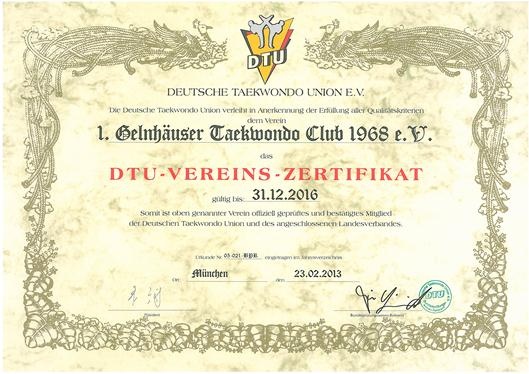 DTU
DEUTSCHE TAEKWONDO UNION E.V.
Die Deutsche Taekwondo Union verleiht in Anerkennung der Erfüllung aller Qualitätskriterien
dem Verein
1. Gelnhäuser Taekwondo Club 1968 e.V.
das
DTU-VEREINS-ZERTIFIKAT
gültig bis: 31.12.2016
Somit ist oben genannter Verein offiziell geprüftes und bestätigtes Mitglied
der Deutschen Taekwondo Union und des angeschlossenen Landesverbandes.
Urkunde Nr. 03-021-RPR eingetragen im Jahresverzeichnis
Ort: München den 23.02.2013
DTU
Präsident